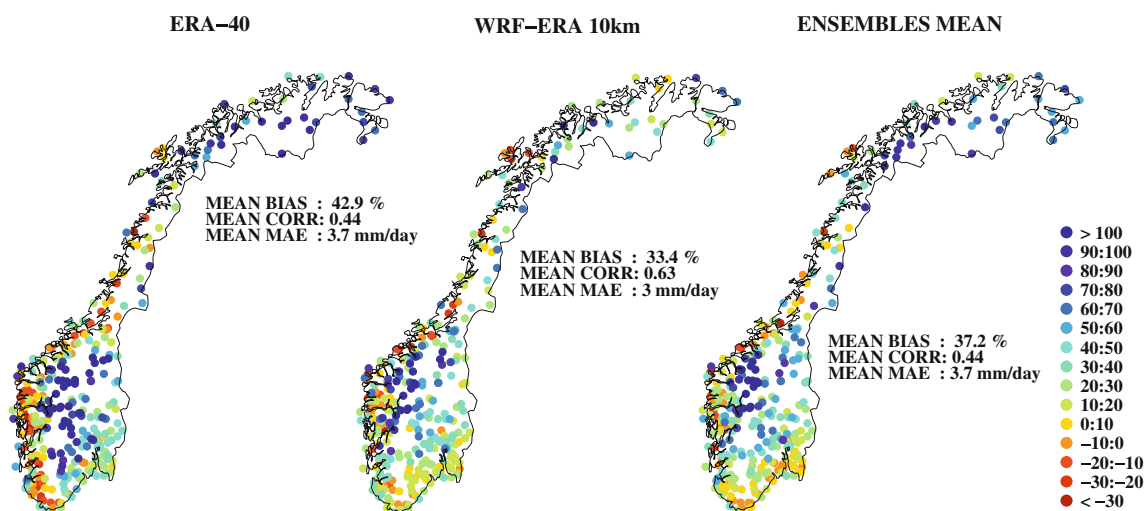 ERA−40
WRF−ERA 10km
ENSEMBLES MEAN
MEAN BIAS : 42.9 %
MEAN CORR: 0.44
MEAN MAE : 3.7 mm/day
MEAN BIAS : 33.4 %
MEAN CORR: 0.63
MEAN MAE : 3 mm/day
MEAN BIAS : 37.2 %
MEAN CORR: 0.44
MEAN MAE : 3.7 mm/day
> 100
90:100
80:90
70:80
60:70
50:60
40:50
30:40
20:30
10:20
0:10
−10:0
−20:−10
−30:−20
< −30